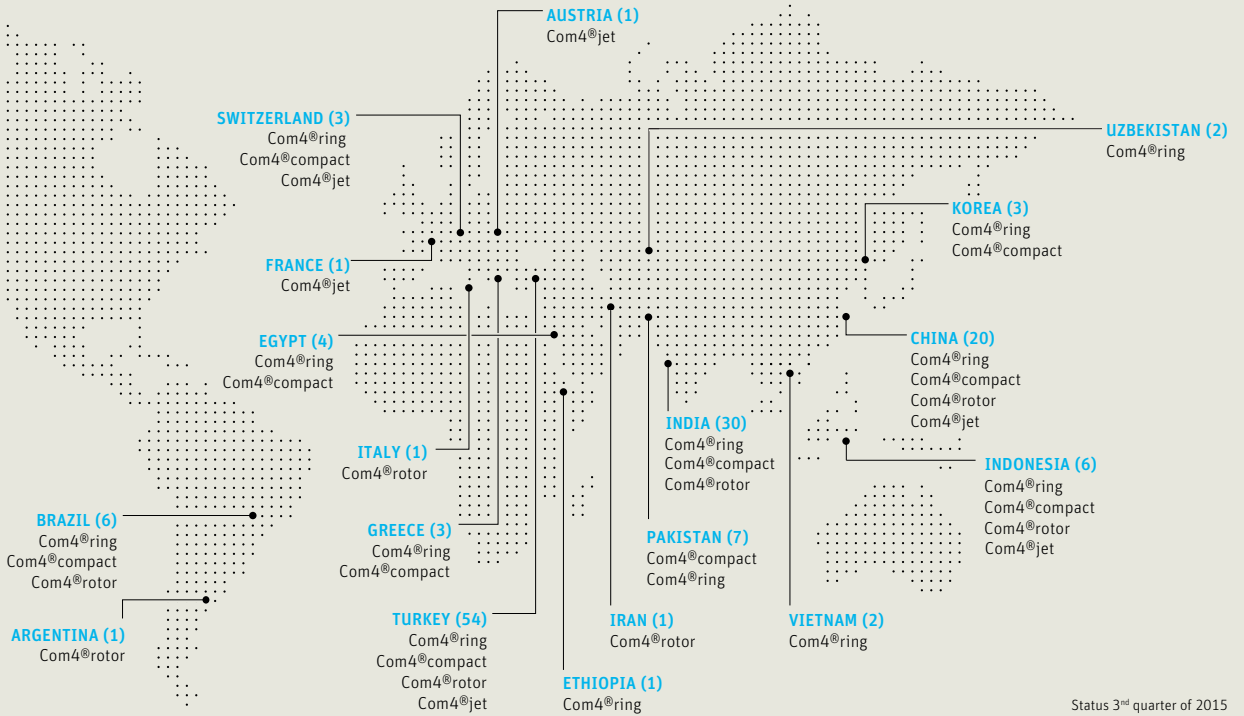 AUSTRIA (1)
Com4®jet
SWITZERLAND (3)
Com4®ring
Com4®compact
Com4®jet
UZBEKISTAN (2)
Com4®ring
KOREA (3)
Com4®ring
Com4®compact
FRANCE (1)
Com4®jet
EGYPT (4)
Com4®ring
Com4®compact
CHINA (20)
Com4®ring
Com4®compact
Com4®rotor
Com4®jet
INDIA (30)
Com4®ring
Com4®compact
Com4®rotor
ITALY (1)
Com4®rotor
INDONESIA (6)
Com4®ring
Com4®compact
Com4®rotor
Com4®jet
BRAZIL (6)
Com4®ring
Com4®compact
Com4®rotor
GREECE (3)
Com4®ring
Com4®compact
PAKISTAN (7)
Com4®compact
Com4®ring
ARGENTINA (1)
Com4®rotor
TURKEY (54)
Com4®ring
Com4®compact
Com4®rotor
Com4®jet
IRAN (1)
Com4®rotor
VIETNAM (2)
Com4®ring
ETHIOPIA (1)
Com4®ring
Status 3nd quarter of 2015